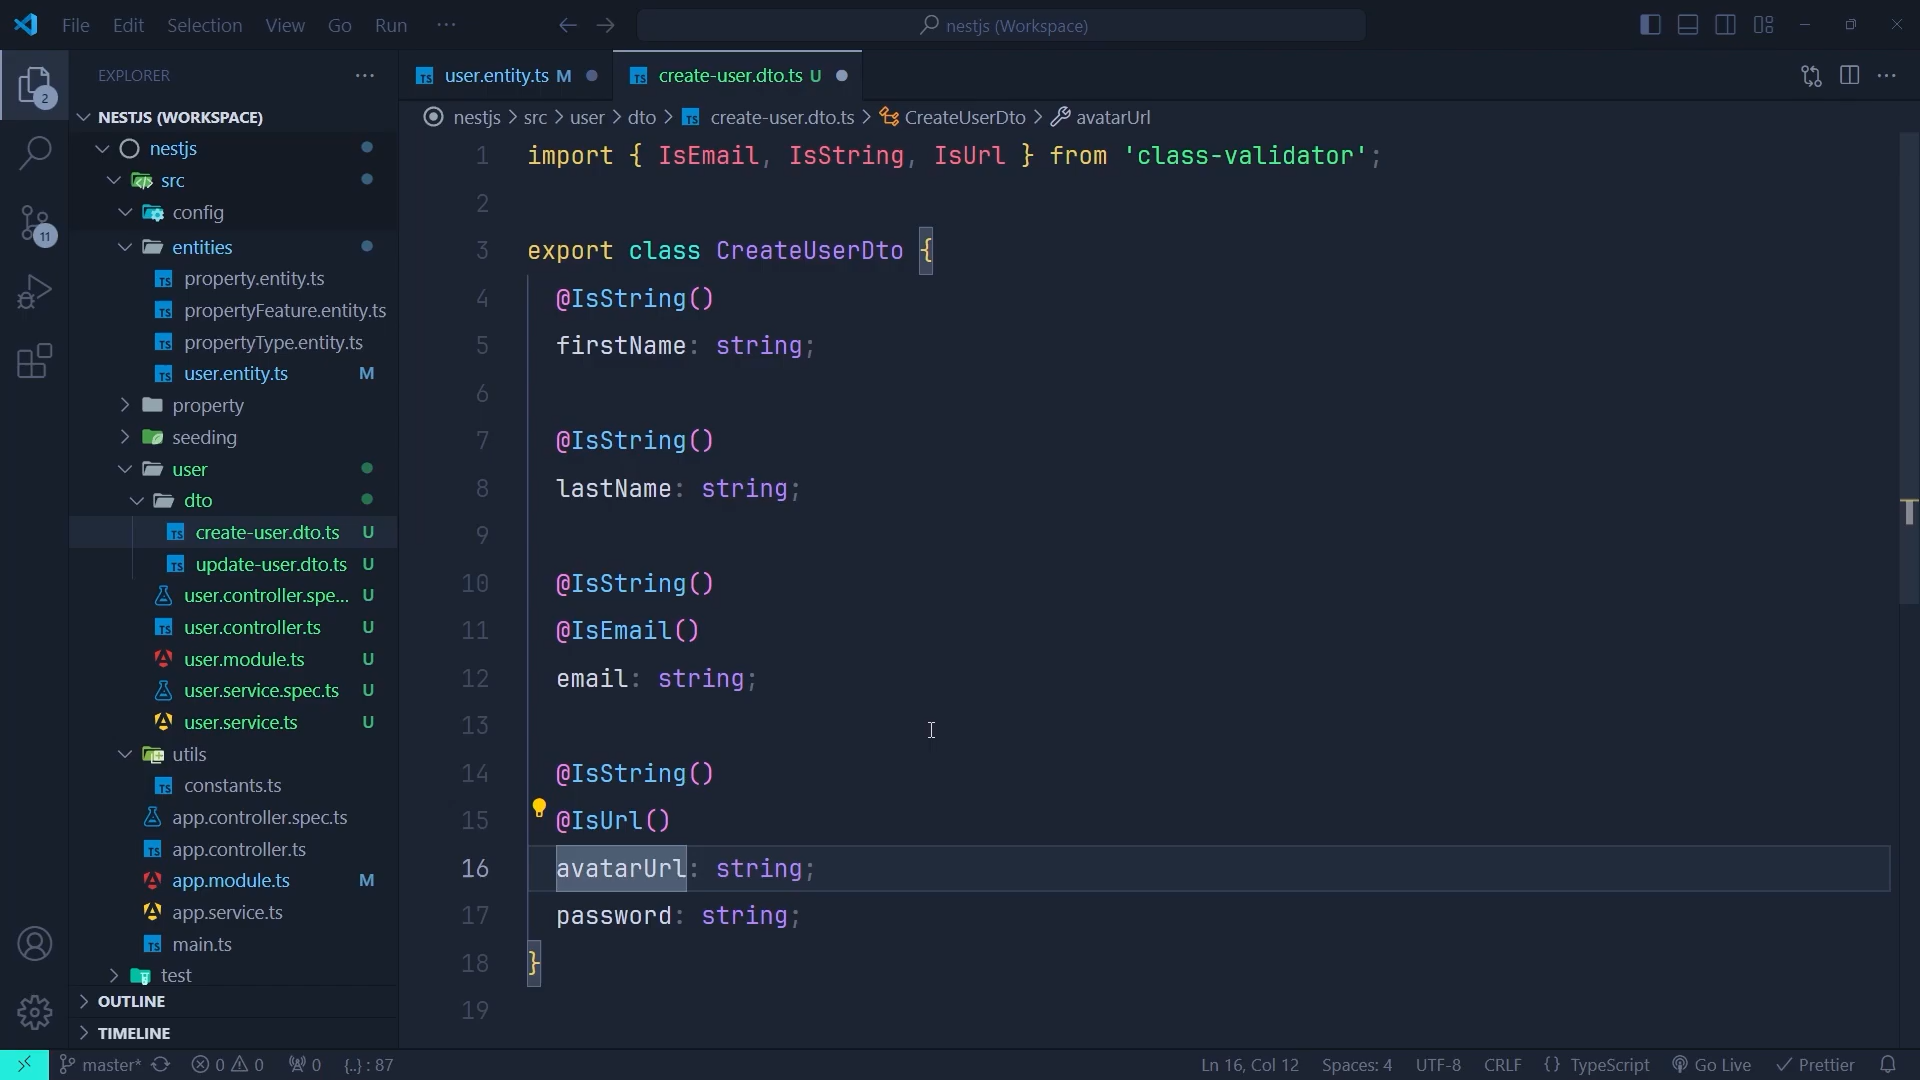 File Edit Selection View Go Run ··· nestjs (Workspace)
EXPLORER ···
NESTJS (WORKSPACE)
nestjs
src
config
entities
property.entity.ts
propertyFeature.entity.ts
propertyType.entity.ts
user.entity.ts M
property
seeding
user
dto
create-user.dto.ts U
update-user.dto.ts U
user.controller.spe... U
user.controller.ts U
user.module.ts U
user.service.spec.ts U
user.service.ts U
utils
constants.ts
app.controller.spec.ts
app.controller.ts
app.module.ts M
app.service.ts
main.ts
test
OUTLINE
TIMELINE
2
11
TS user.entity.ts M
TS create-user.dto.ts U
nestjs > src > user > dto > TS create-user.dto.ts > CreateUserDto > avatarUrl
1 import { IsEmail, IsString, IsUrl } from 'class-validator';
2
3 export class CreateUserDto {
4 @IsString()
5 firstName: string;
6
7 @IsString()
8 lastName: string;
9
10 @IsString()
11 @IsEmail()
12 email: string;
13
14 @IsString()
15 @IsUrl()
16 avatarUrl: string;
17 password: string;
18 }
19
master* 0 0 0 {..} : 87 Ln 16, Col 12 Spaces: 4 UTF-8 CRLF {} TypeScript Go Live Prettier